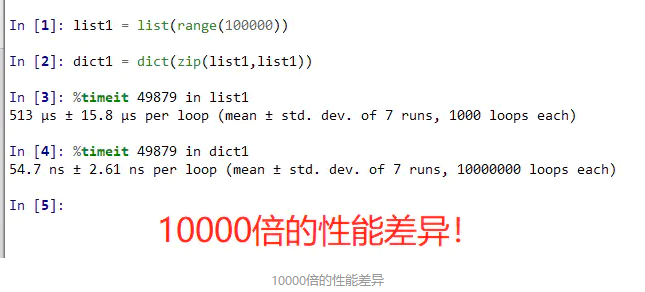 In [1]: list1 = list(range(100000))
In [2]: dict1 = dict(zip(list1,list1))
In [3]: %timeit 49879 in list1
513 µs ± 15.8 µs per loop (mean ± std. dev. of 7 runs, 1000 loops each)
In [4]: %timeit 49879 in dict1
54.7 ns ± 2.61 ns per loop (mean ± std. dev. of 7 runs, 10000000 loops each)
In [5]:
10000倍的性能差异！
10000倍的性能差异